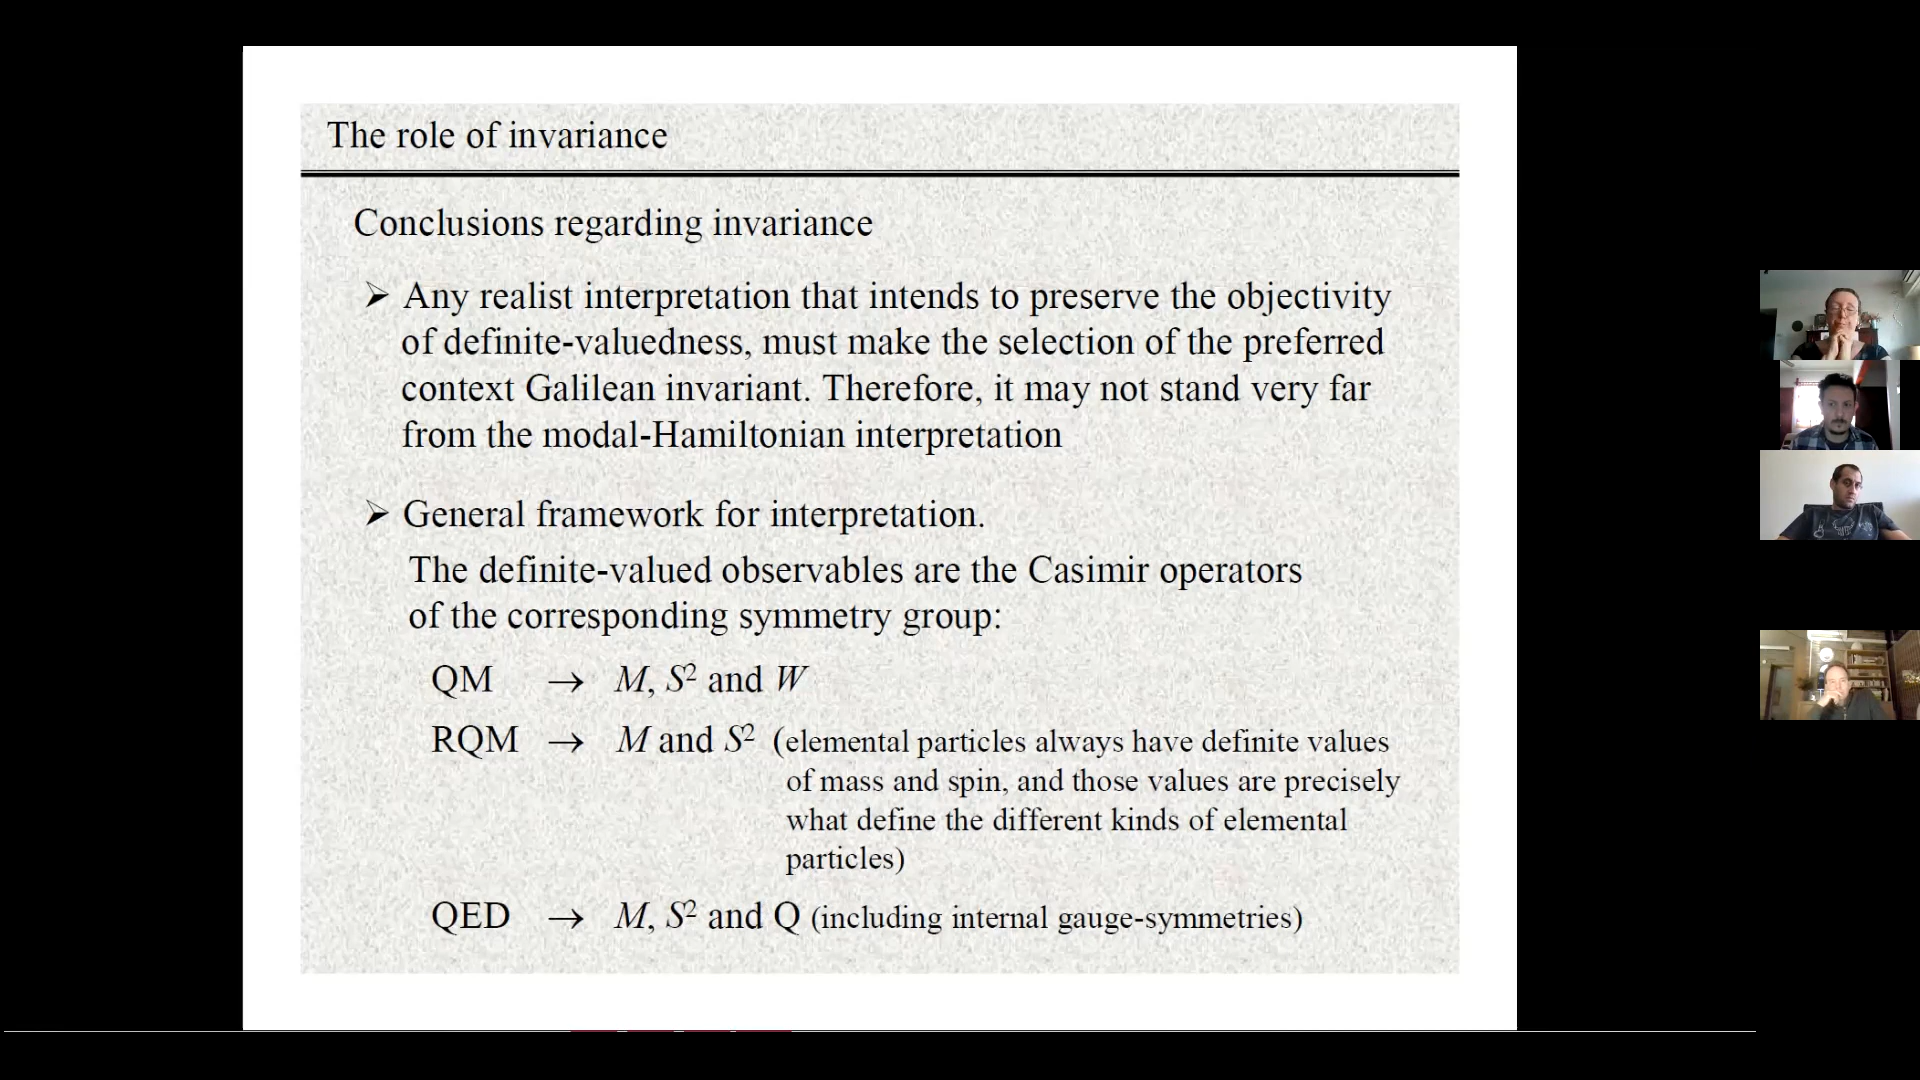 The role of invariance
Conclusions regarding invariance
➢ Any realist interpretation that intends to preserve the objectivity
of definite-valuedness, must make the selection of the preferred
context Galilean invariant. Therefore, it may not stand very far
from the modal-Hamiltonian interpretation
➢ General framework for interpretation.
The definite-valued observables are the Casimir operators
of the corresponding symmetry group:
QM → M, S² and W
RQM → M and S² (elemental particles always have definite values
of mass and spin, and those values are precisely
what define the different kinds of elemental
particles)
QED → M, S² and Q (including internal gauge-symmetries)